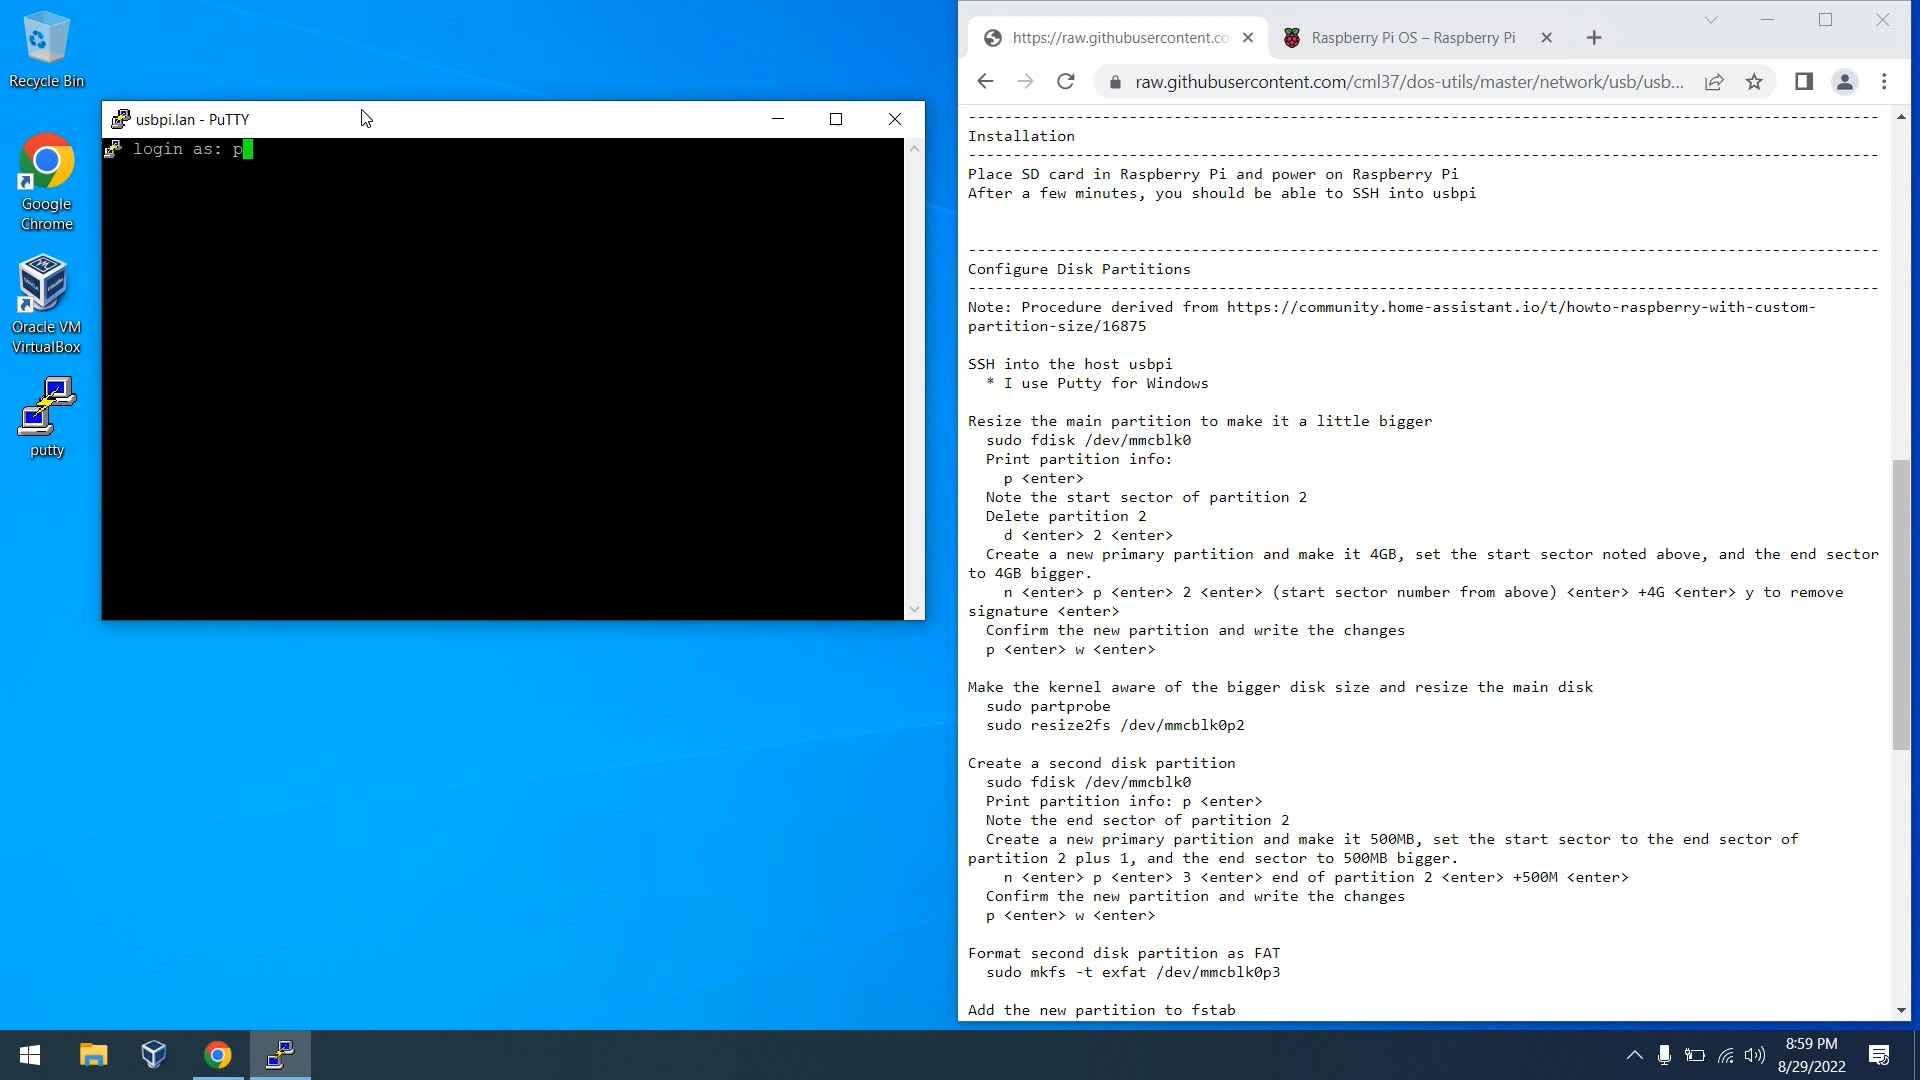 Recycle Bin
Google
Chrome
Oracle VM
VirtualBox
putty
usbpi.lan - PuTTY
login as: p
https://raw.githubusercontent.co
Raspberry Pi OS – Raspberry Pi
raw.githubusercontent.com/cml37/dos-utils/master/network/usb/usb...
--------------------------------------------------------------------------------
Installation
--------------------------------------------------------------------------------
Place SD card in Raspberry Pi and power on Raspberry Pi
After a few minutes, you should be able to SSH into usbpi
--------------------------------------------------------------------------------
Configure Disk Partitions
--------------------------------------------------------------------------------
Note: Procedure derived from https://community.home-assistant.io/t/howto-raspberry-with-custom-
partition-size/16875
SSH into the host usbpi
* I use Putty for Windows
Resize the main partition to make it a little bigger
sudo fdisk /dev/mmcblk0
Print partition info:
p <enter>
Note the start sector of partition 2
Delete partition 2
d <enter> 2 <enter>
Create a new primary partition and make it 4GB, set the start sector noted above, and the end sector
to 4GB bigger.
n <enter> p <enter> 2 <enter> (start sector number from above) <enter> +4G <enter> y to remove
signature <enter>
Confirm the new partition and write the changes
p <enter> w <enter>
Make the kernel aware of the bigger disk size and resize the main disk
sudo partprobe
sudo resize2fs /dev/mmcblk0p2
Create a second disk partition
sudo fdisk /dev/mmcblk0
Print partition info: p <enter>
Note the end sector of partition 2
Create a new primary partition and make it 500MB, set the start sector to the end sector of
partition 2 plus 1, and the end sector to 500MB bigger.
n <enter> p <enter> 3 <enter> end of partition 2 <enter> +500M <enter>
Confirm the new partition and write the changes
p <enter> w <enter>
Format second disk partition as FAT
sudo mkfs -t exfat /dev/mmcblk0p3
Add the new partition to fstab
8:59 PM
8/29/2022